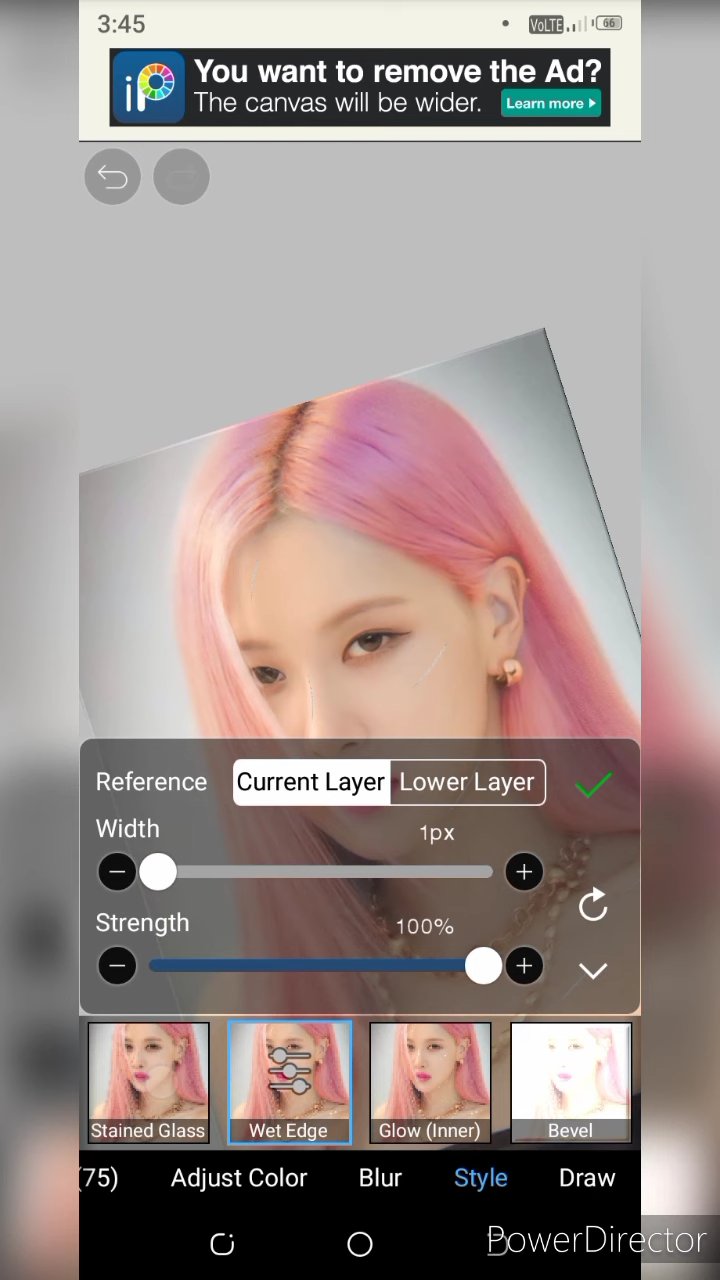 3:45
VoLTE
66
iP
You want to remove the Ad?
The canvas will be wider.
Learn more
Reference
Current Layer
Lower Layer
Width
1px
Strength
100%
Stained Glass
Wet Edge
Glow (Inner)
Bevel
(75)
Adjust Color
Blur
Style
Draw
PowerDirector